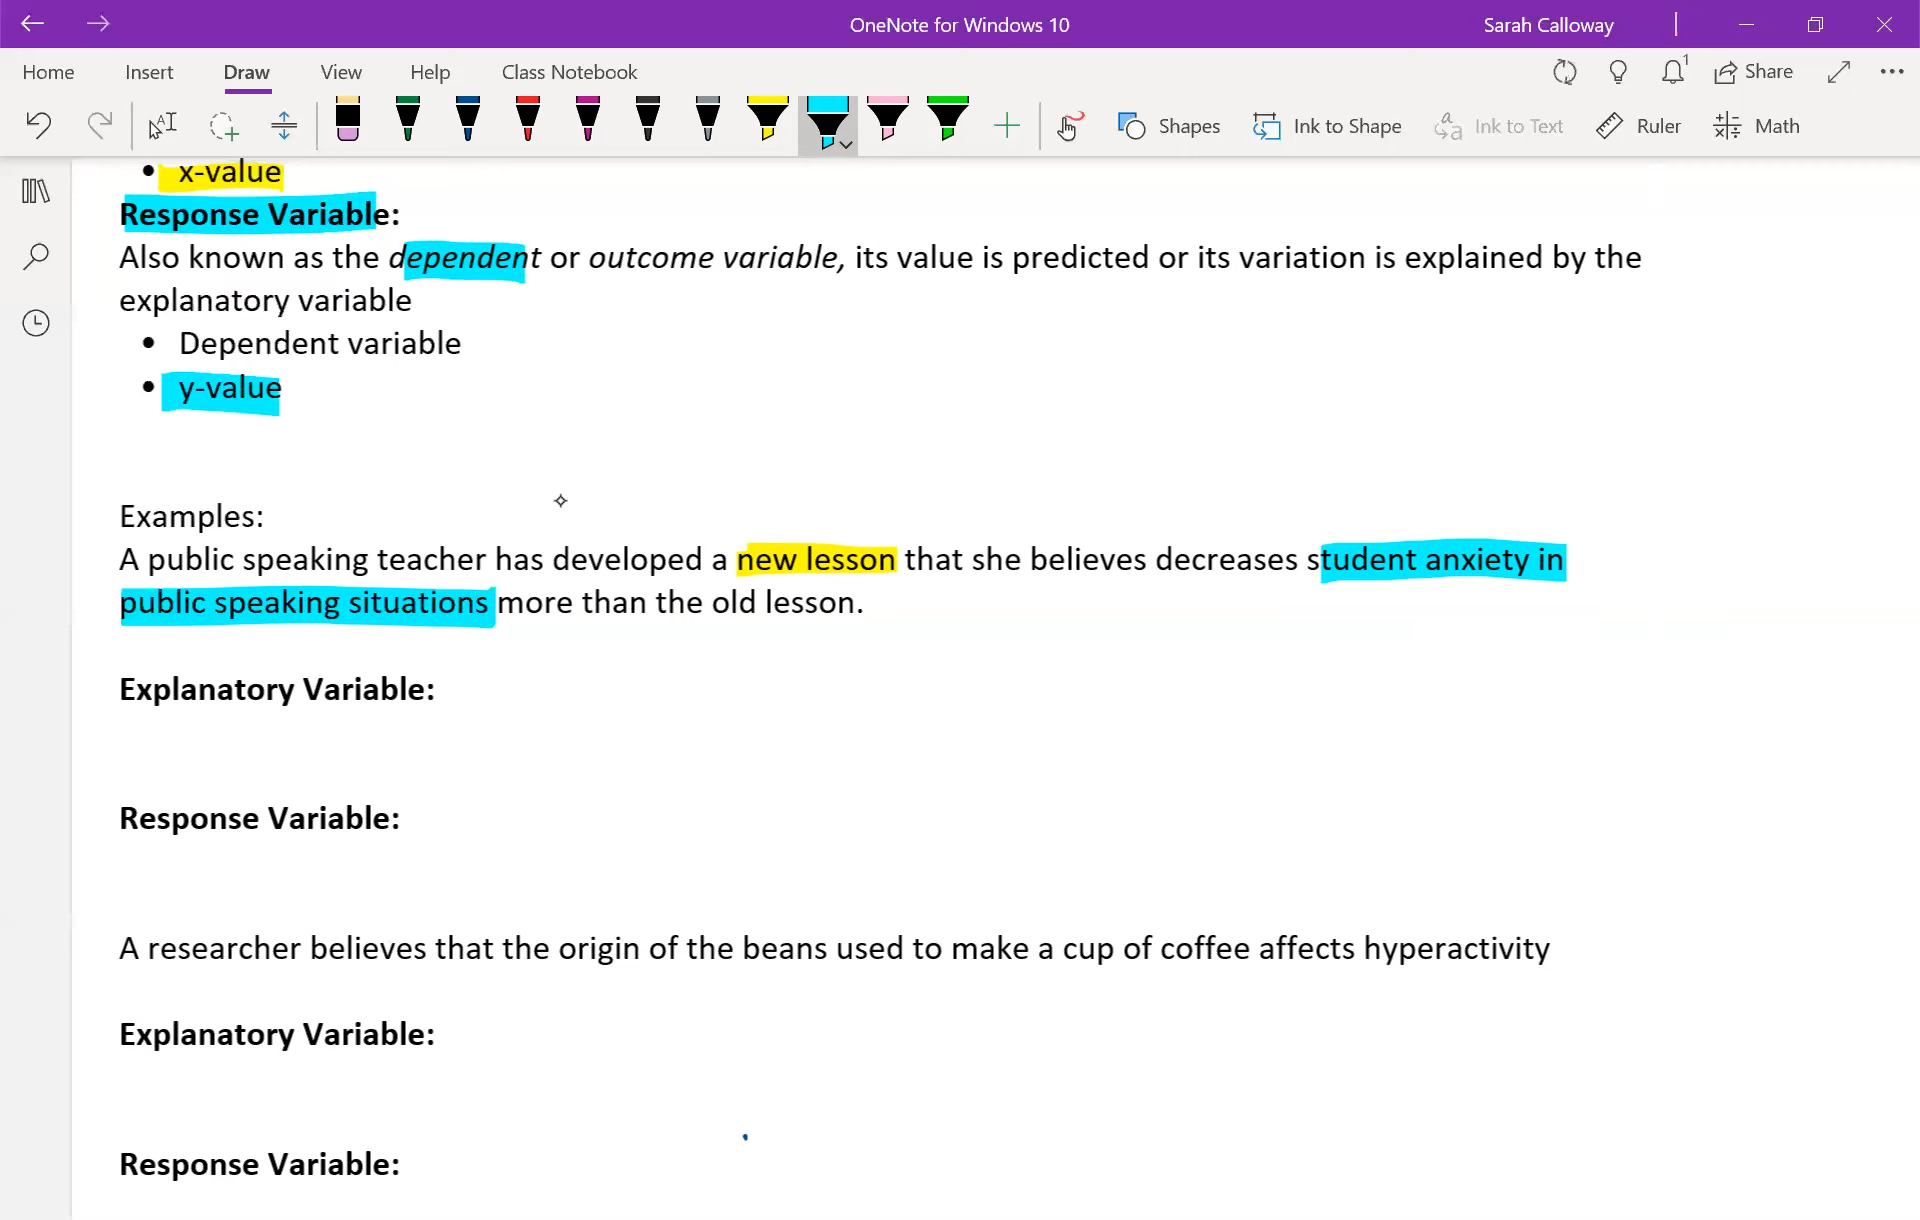 OneNote for Windows 10
Sarah Calloway
Home Insert Draw View Help Class Notebook
1
Share
Shapes Ink to Shape Ink to Text Ruler Math
• x-value
Response Variable:
Also known as the dependent or outcome variable, its value is predicted or its variation is explained by the
explanatory variable
• Dependent variable
• y-value
Examples:
A public speaking teacher has developed a new lesson that she believes decreases student anxiety in
public speaking situations more than the old lesson.
Explanatory Variable:
Response Variable:
A researcher believes that the origin of the beans used to make a cup of coffee affects hyperactivity
Explanatory Variable:
Response Variable: